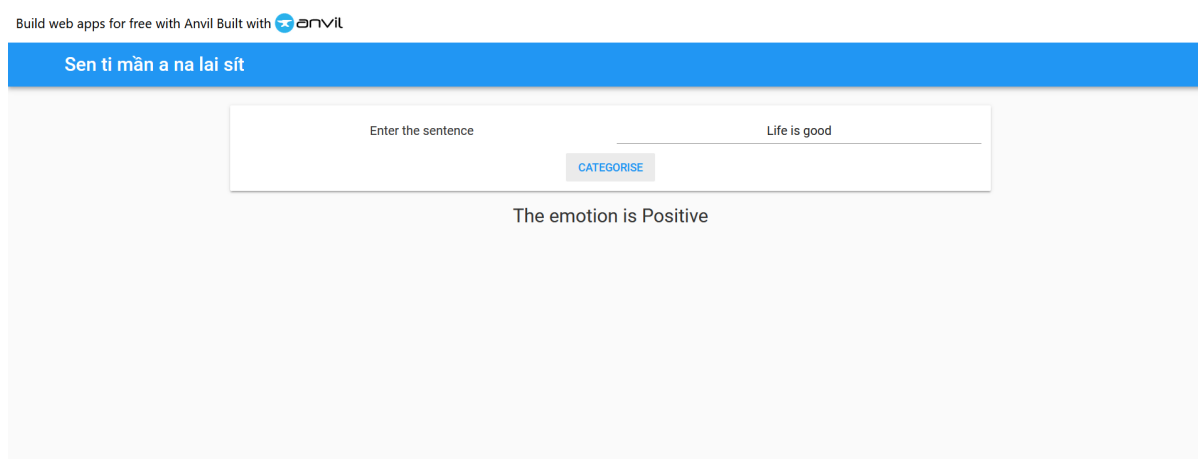 Build web apps for free with Anvil Built with anvil
Sen ti mần a na lai sít
Enter the sentence Life is good
CATEGORISE
The emotion is Positive